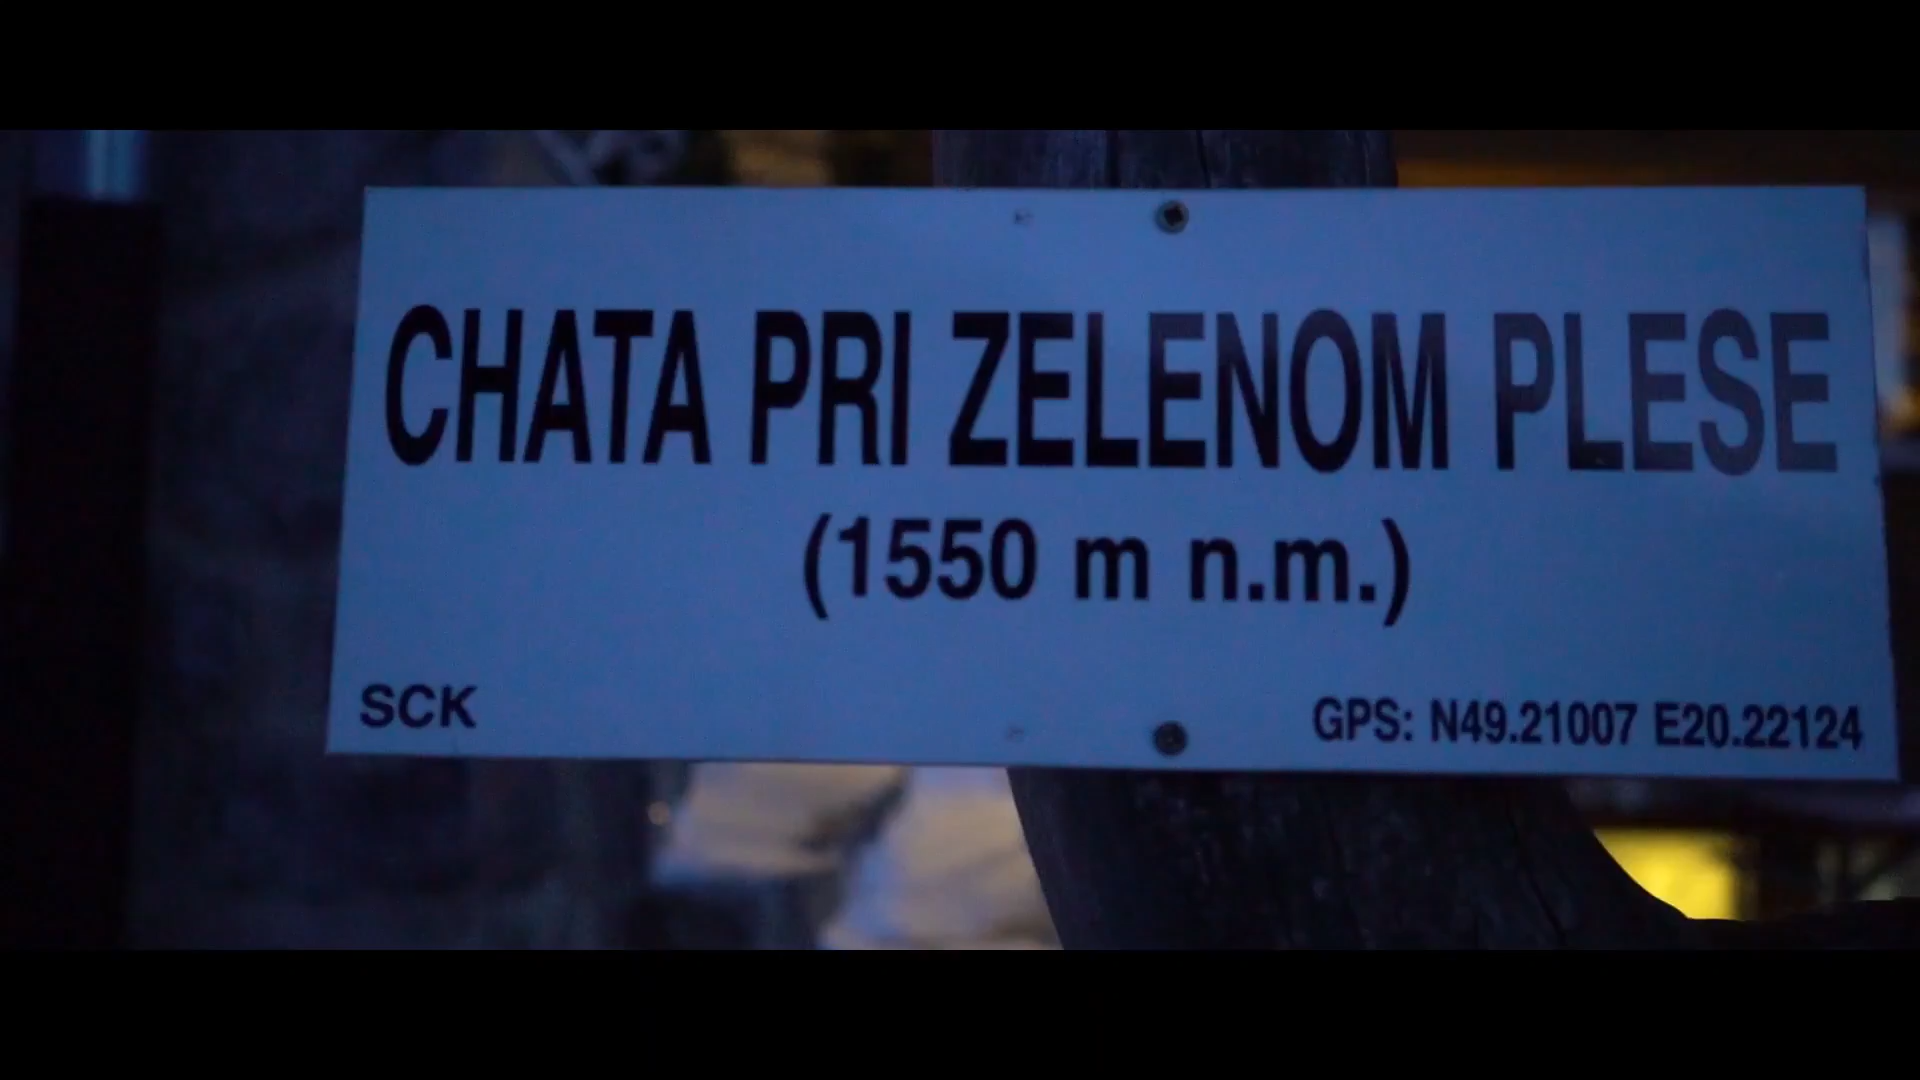 CHATA PRI ZELENOM PLESE
(1550 m n.m.)
SCK
GPS: N49.21007 E20.22124